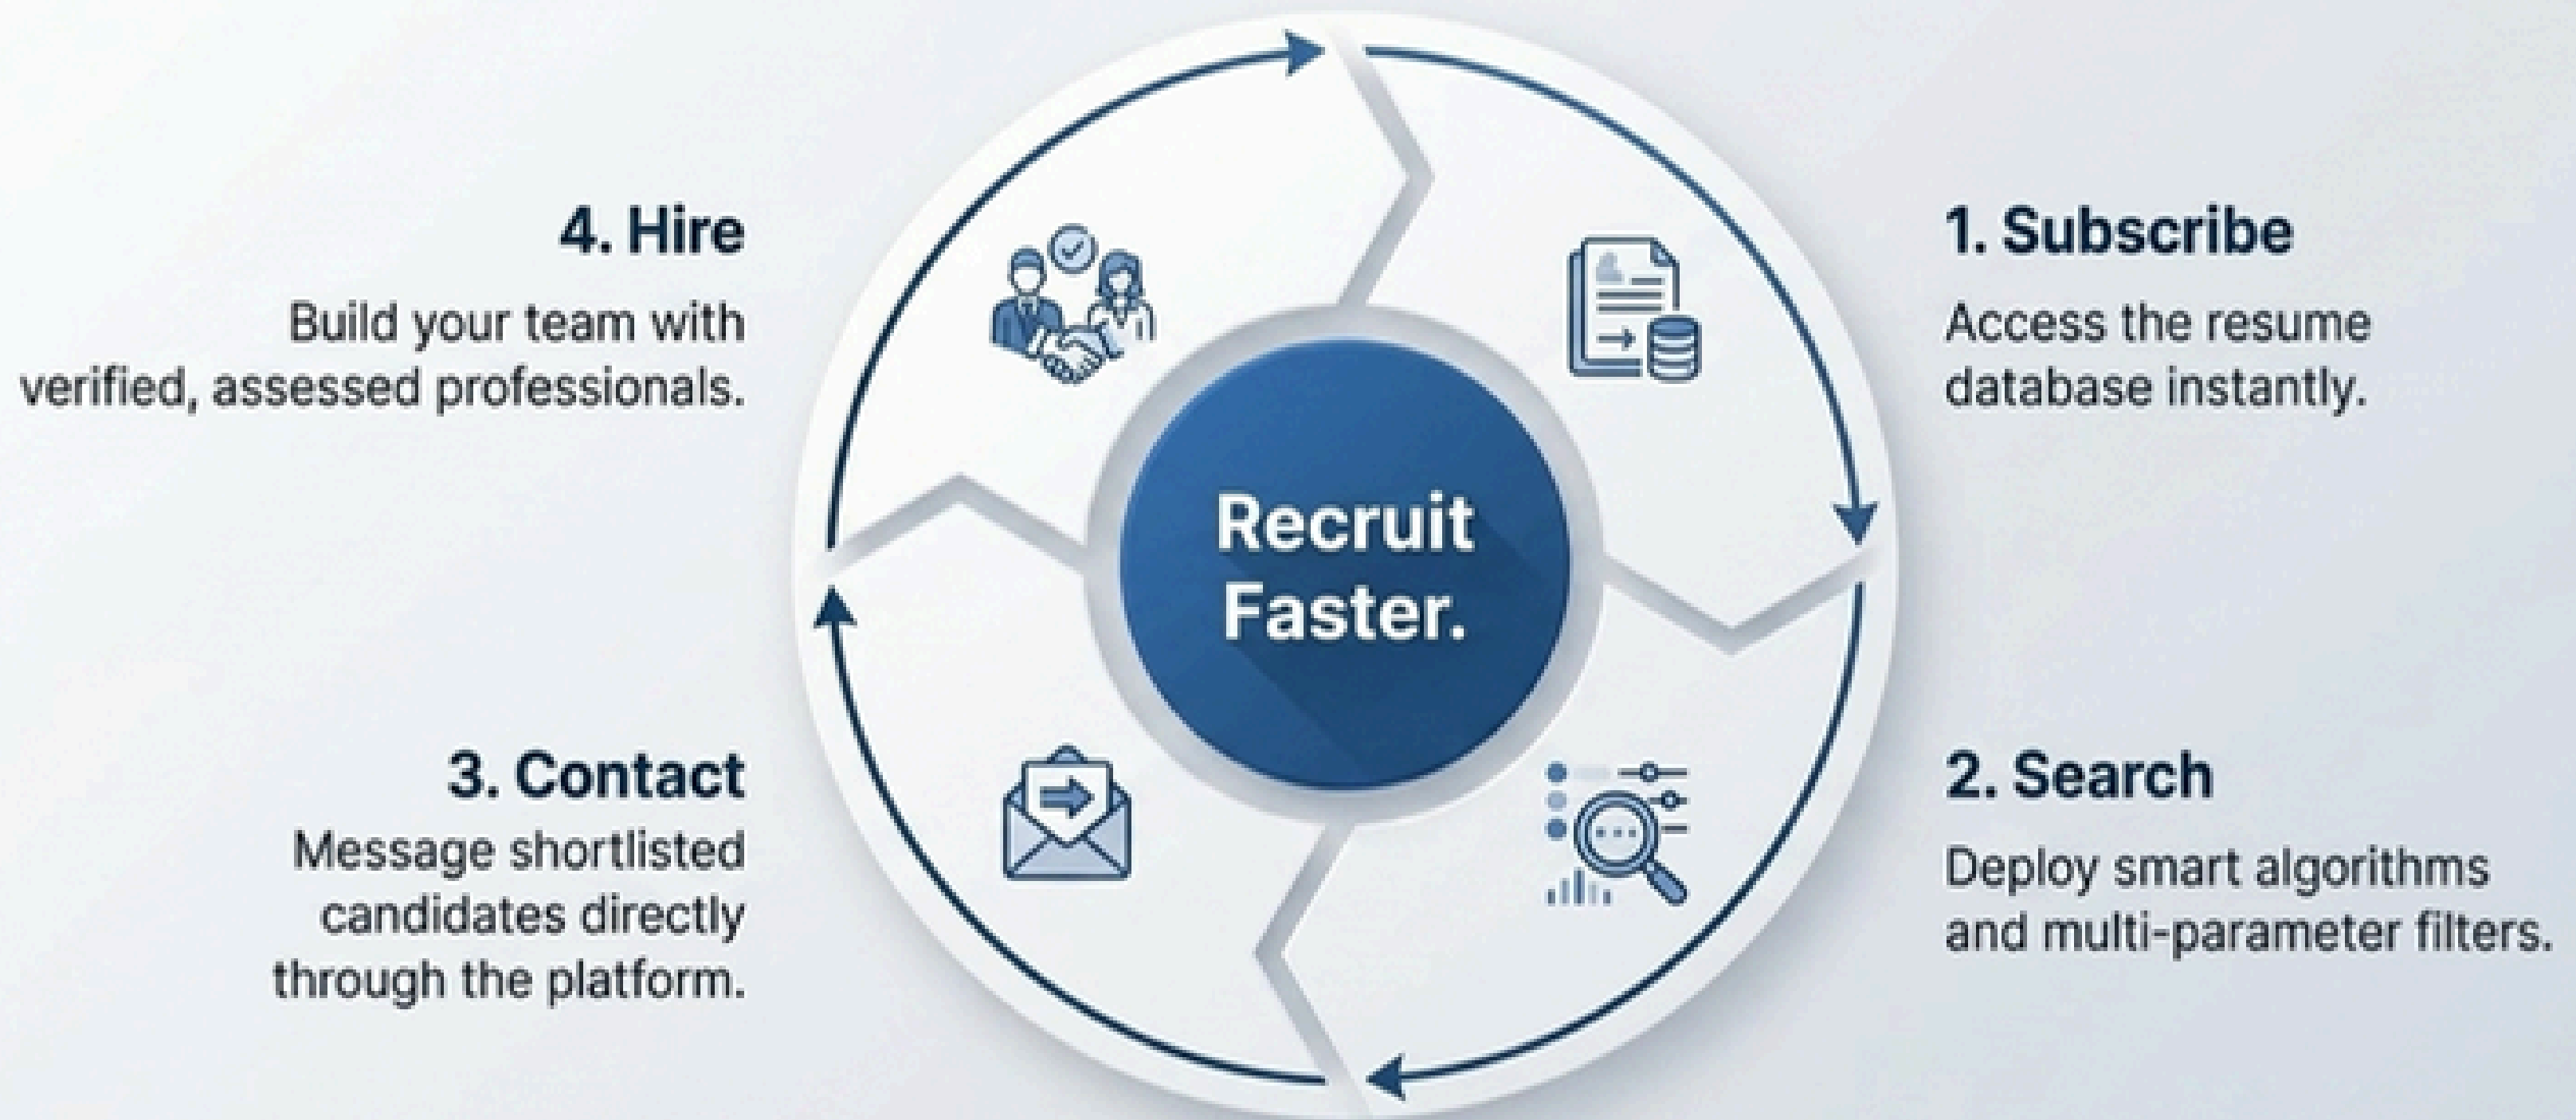 Recruit
Faster.
1. Subscribe
Access the resume
database instantly.
2. Search
Deploy smart algorithms
and multi-parameter filters.
3. Contact
Message shortlisted
candidates directly
through the platform.
4. Hire
Build your team with
verified, assessed professionals.